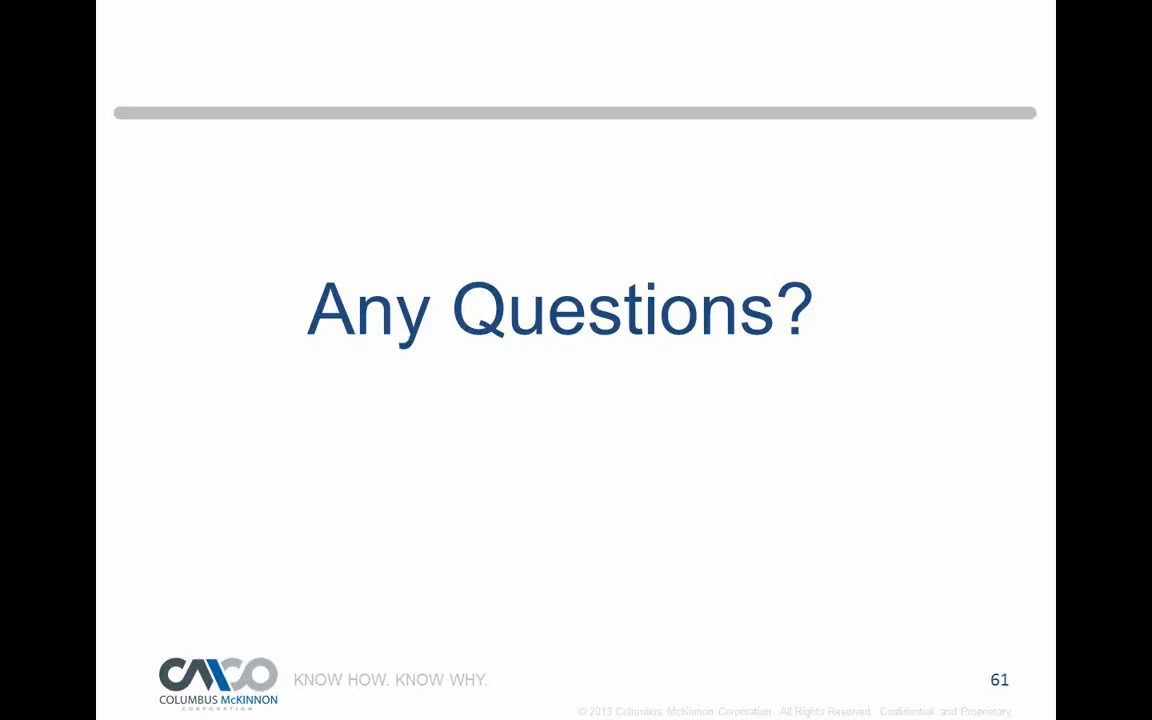 Any Questions?
CMCO
COLUMBUS McKINNON
CORPORATION
KNOW HOW. KNOW WHY.
61
© 2013 Columbus McKinnon Corporation. All Rights Reserved. Confidential and Proprietary.